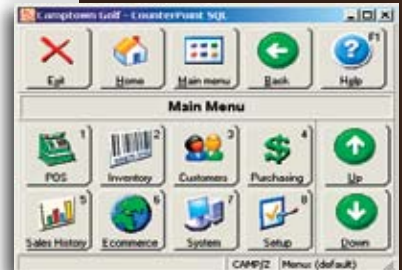 Camptown Golf - CounterPoint SQL
F1
Exit Home Main menu Back Help
Main Menu
1 2 3 4
POS Inventory Customers Purchasing Up
5 6 7 8
Sales History Ecommerce System Setup Down
CAMP/Z Menu: (default)